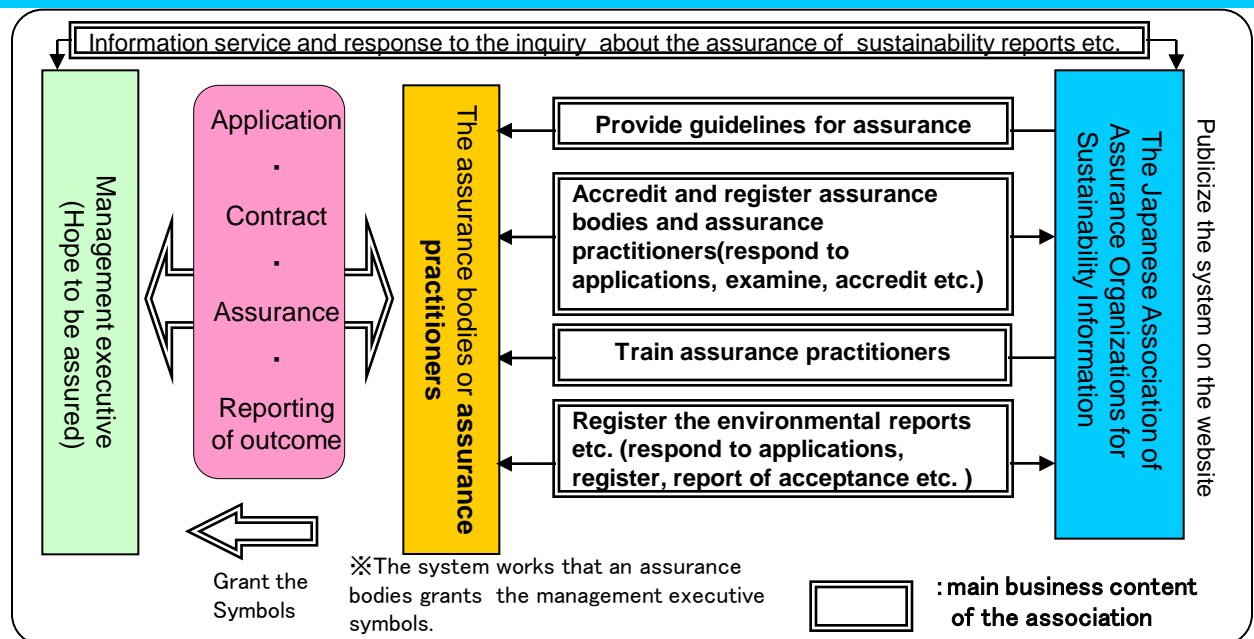 Information service and response to the inquiry about the assurance of sustainability reports etc.
Management executive
(Hope to be assured)
Application
・
Contract
・
Assurance
・
Reporting
of outcome
The assurance bodies or assurance
practitioners
Provide guidelines for assurance
Accredit and register assurance
bodies and assurance
practitioners(respond to
applications, examine, accredit etc.)
Train assurance practitioners
Register the environmental reports
etc. (respond to applications,
register, report of acceptance etc. )
The Japanese Association of
Assurance Organizations for
Sustainability Information
Publicize the system on the website
Grant the
Symbols
※The system works that an assurance
bodies grants the management executive
symbols.
:main business content
of the association